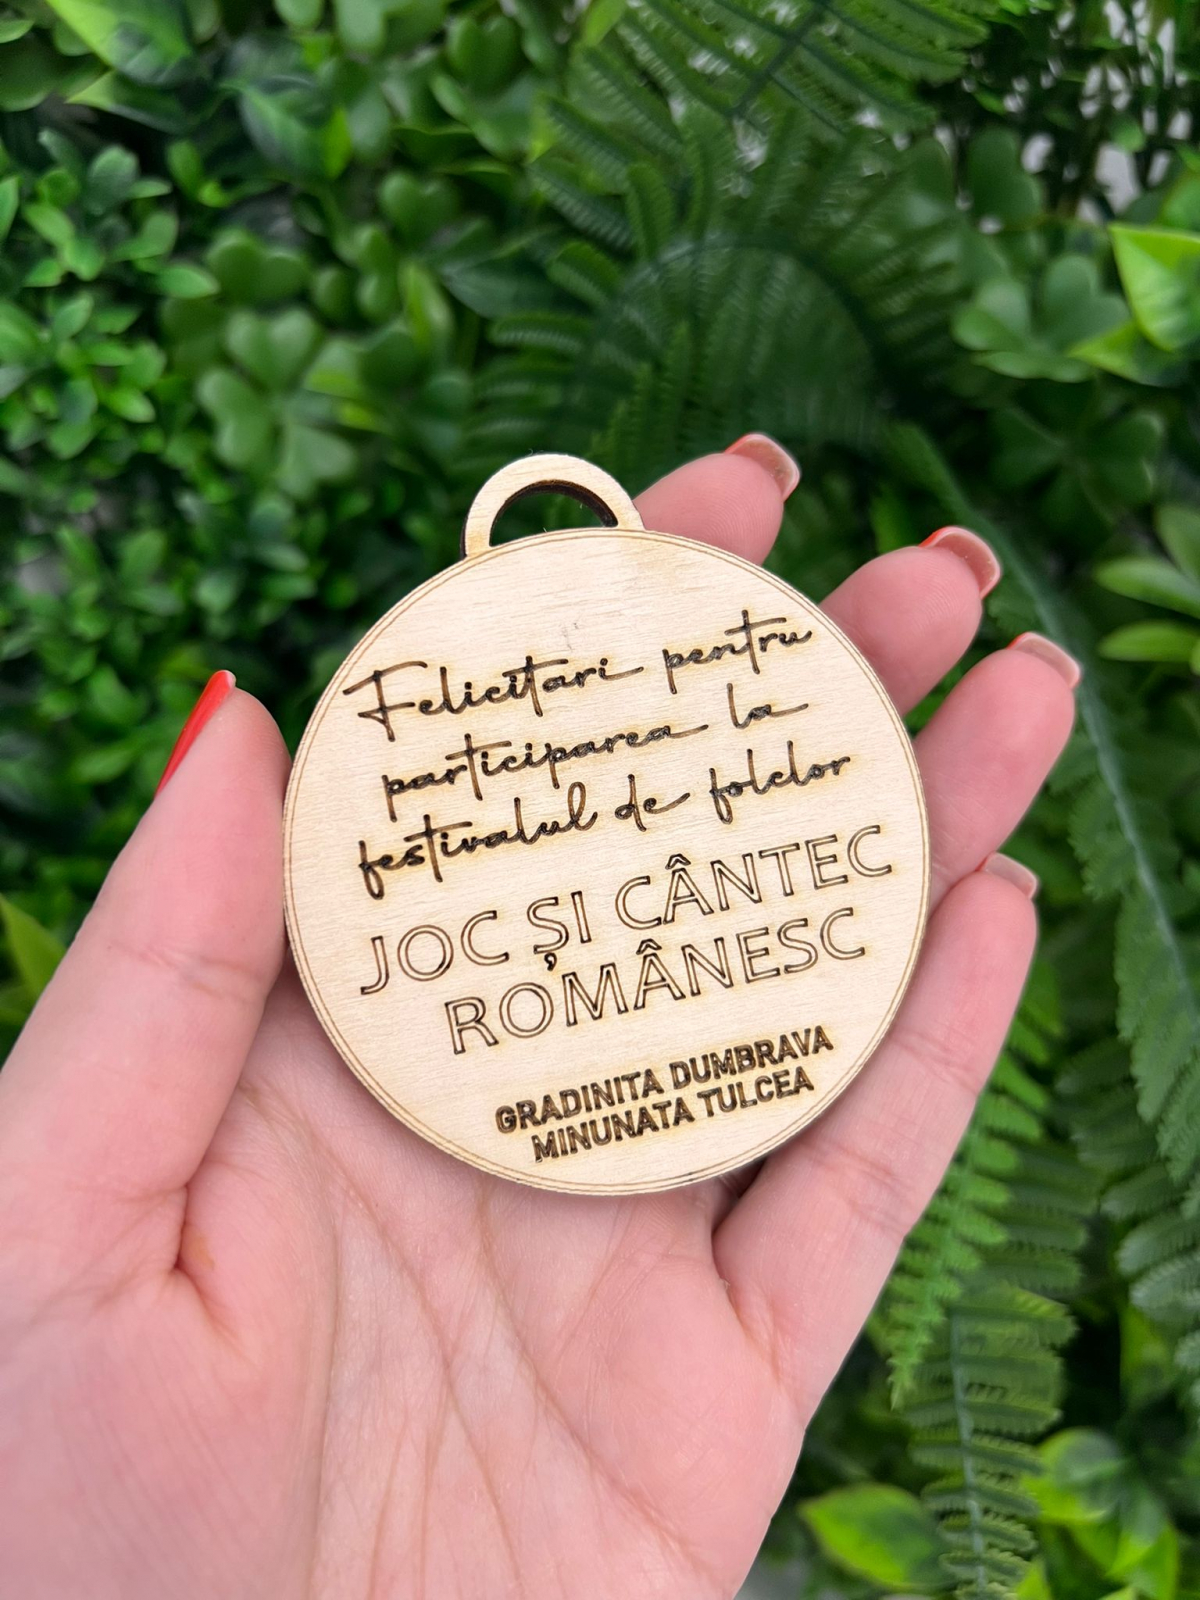 Felicitari pentru
participarea la
festivalul de folclor
JOC ȘI CÂNTEC
ROMÂNESC
GRADINITA DUMBRAVA
MINUNATA TULCEA